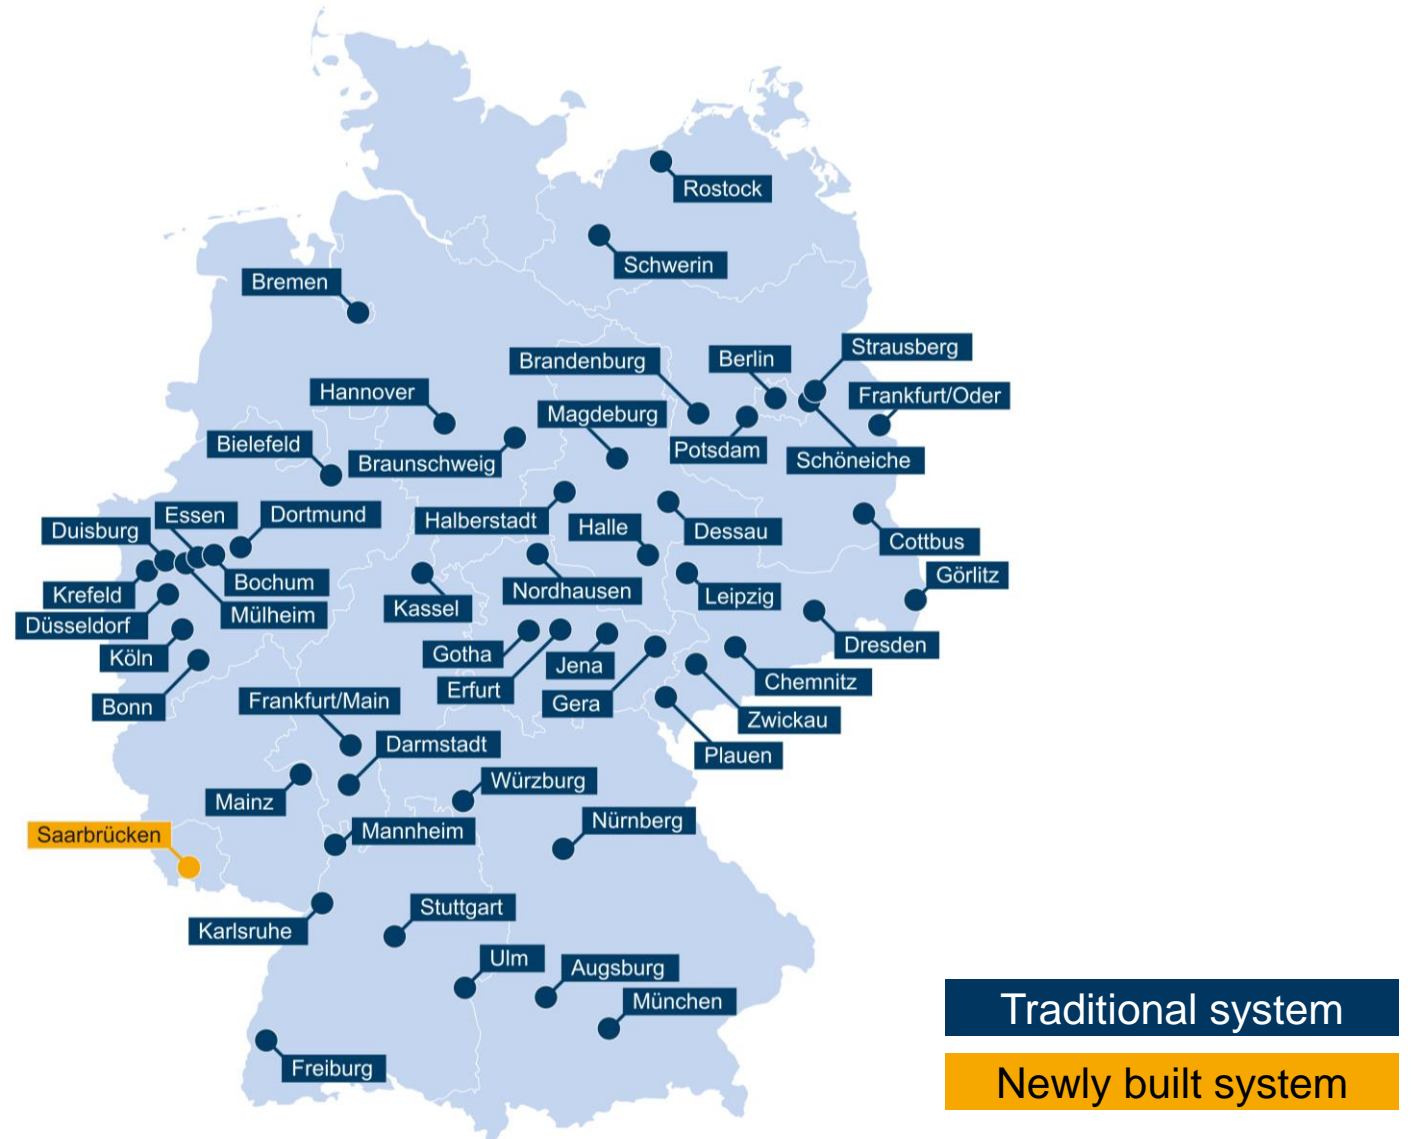 Rostock
Schwerin
Bremen
Strausberg
Berlin
Brandenburg
Hannover
Frankfurt/Oder
Magdeburg
Bielefeld
Potsdam
Braunschweig
Schöneiche
Essen
Dortmund
Halberstadt
Halle
Duisburg
Dessau
Cottbus
Görlitz
Bochum
Nordhausen
Krefeld
Leipzig
Kassel
Mülheim
Düsseldorf
Dresden
Gotha
Köln
Jena
Chemnitz
Erfurt
Frankfurt/Main
Gera
Bonn
Zwickau
Darmstadt
Plauen
Würzburg
Mainz
Nürnberg
Mannheim
Saarbrücken
Stuttgart
Karlsruhe
Ulm
Augsburg
München
Traditional system
Freiburg
Newly built system